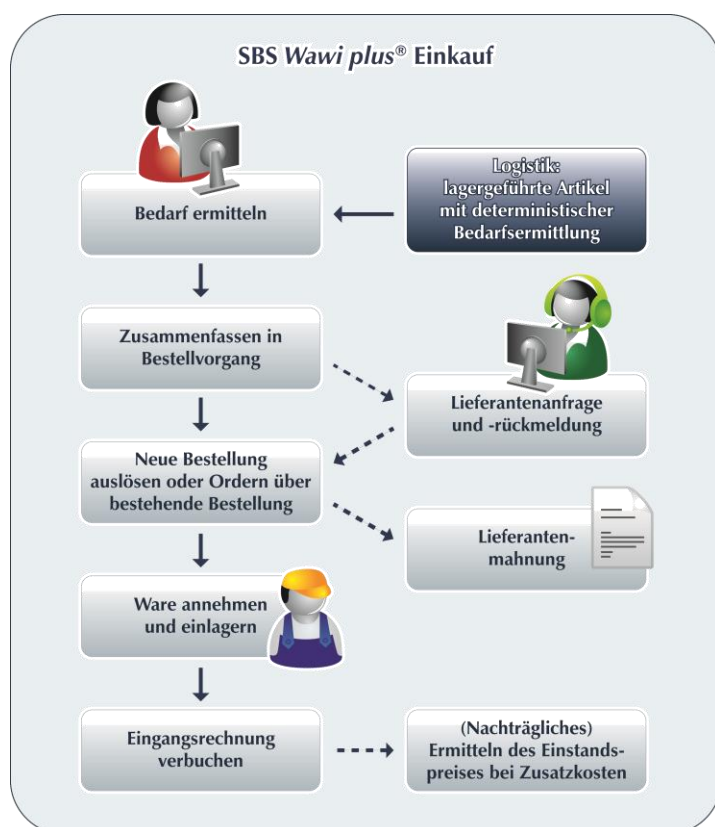 SBS Wawi plus® Einkauf
Bedarf ermitteln
Logistik:
lagergeführte Artikel
mit deterministischer
Bedarfsermittlung
Zusammenfassen in
Bestellvorgang
Lieferantenanfrage
und -rückmeldung
Neue Bestellung
auslösen oder Ordern über
bestehende Bestellung
Lieferanten-
mahnung
Ware annehmen
und einlagern
Eingangsrechnung
verbuchen
(Nachträgliches)
Ermitteln des Einstands-
preises bei Zusatzkosten